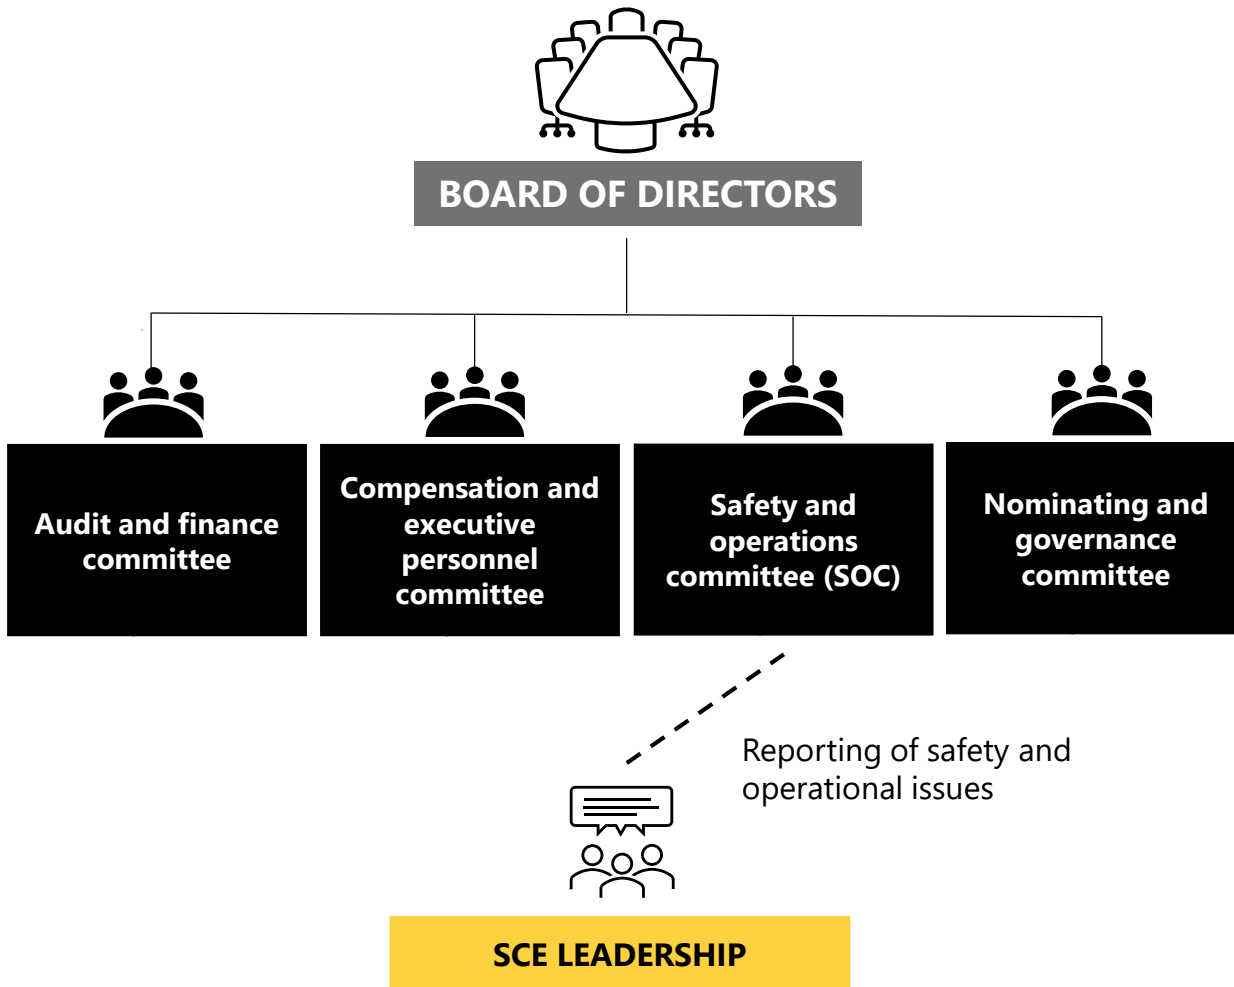 BOARD OF DIRECTORS
Audit and finance
committee
Compensation and
executive
personnel
committee
Safety and
operations
committee (SOC)
Nominating and
governance
committee
Reporting of safety and
operational issues
SCE LEADERSHIP